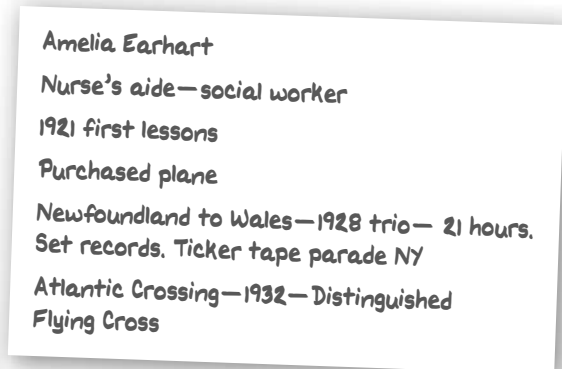 Amelia Earhart
Nurse's aide—social worker
1921 first lessons
Purchased plane
Newfoundland to Wales—1928 trio— 21 hours.
Set records. Ticker tape parade NY
Atlantic Crossing—1932—Distinguished
Flying Cross